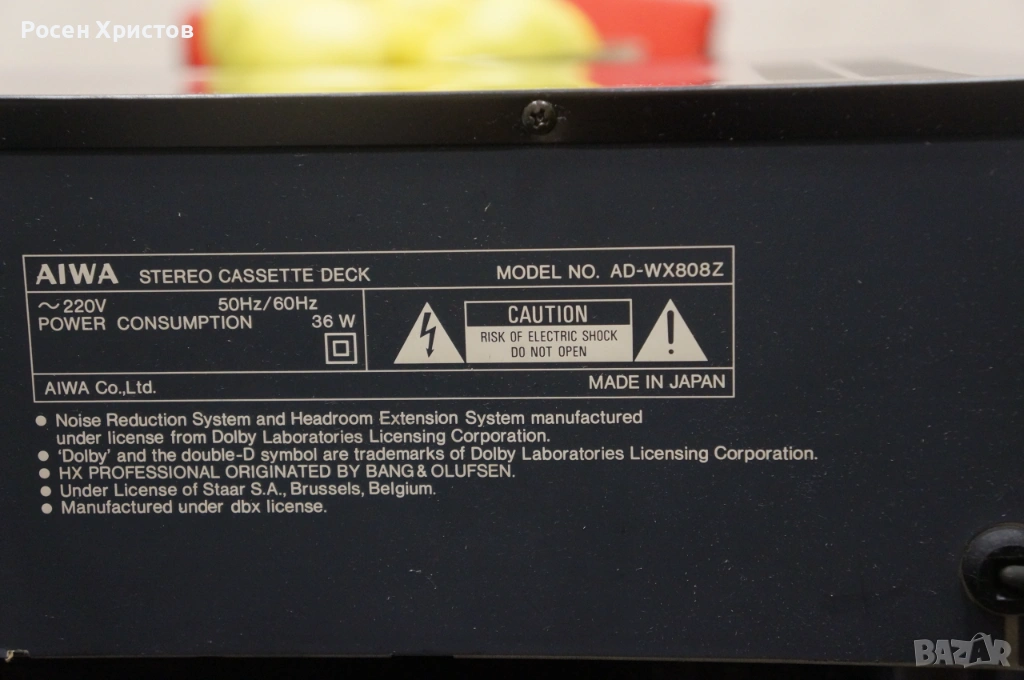 Росен Христов
AIWA STEREO CASSETTE DECK MODEL NO. AD-WX808Z
~220V 50Hz/60Hz
POWER CONSUMPTION 36 W
CAUTION
RISK OF ELECTRIC SHOCK
DO NOT OPEN
AIWA Co.,Ltd. MADE IN JAPAN
● Noise Reduction System and Headroom Extension System manufactured
under license from Dolby Laboratories Licensing Corporation.
● 'Dolby' and the double-D symbol are trademarks of Dolby Laboratories Licensing Corporation.
● HX PROFESSIONAL ORIGINATED BY BANG & OLUFSEN.
● Under License of Staar S.A., Brussels, Belgium.
● Manufactured under dbx license.
BAZAR